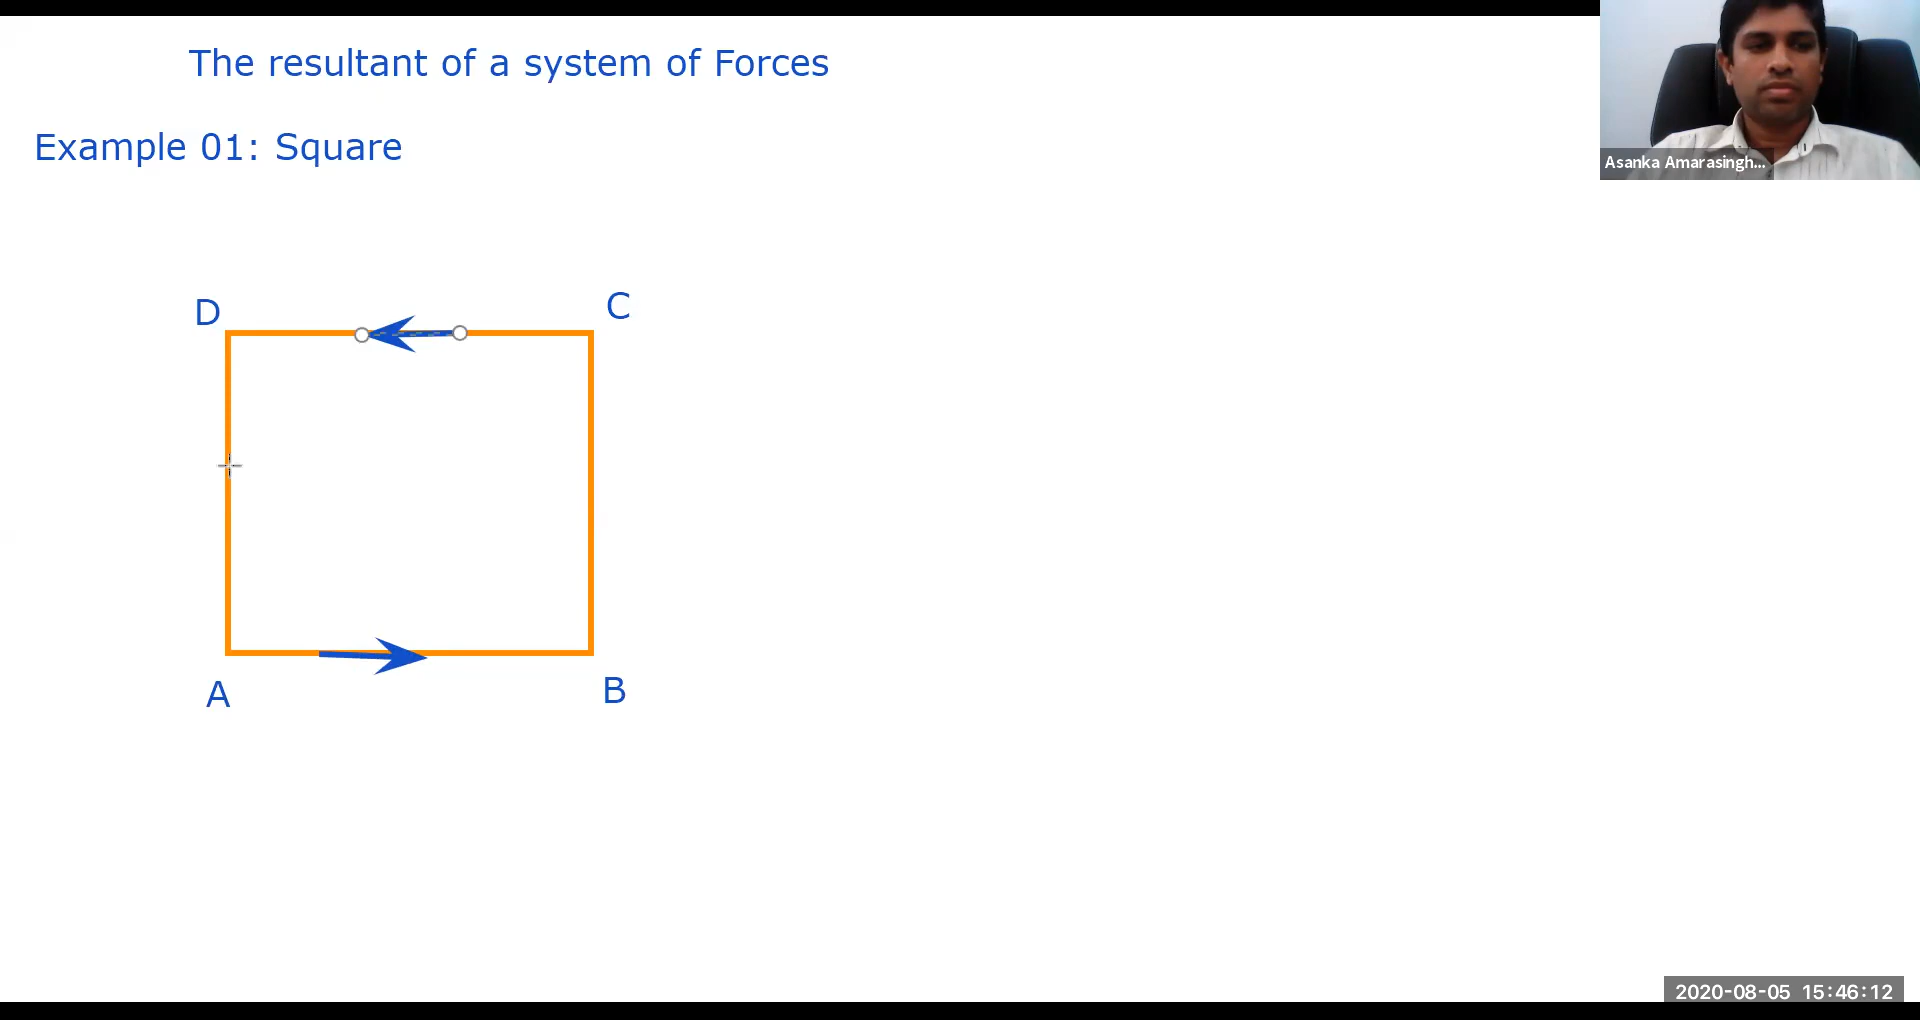 The resultant of a system of Forces
Example 01: Square
Asanka Amarasingh...
D
C
A
B
2020-08-05 15:46:12